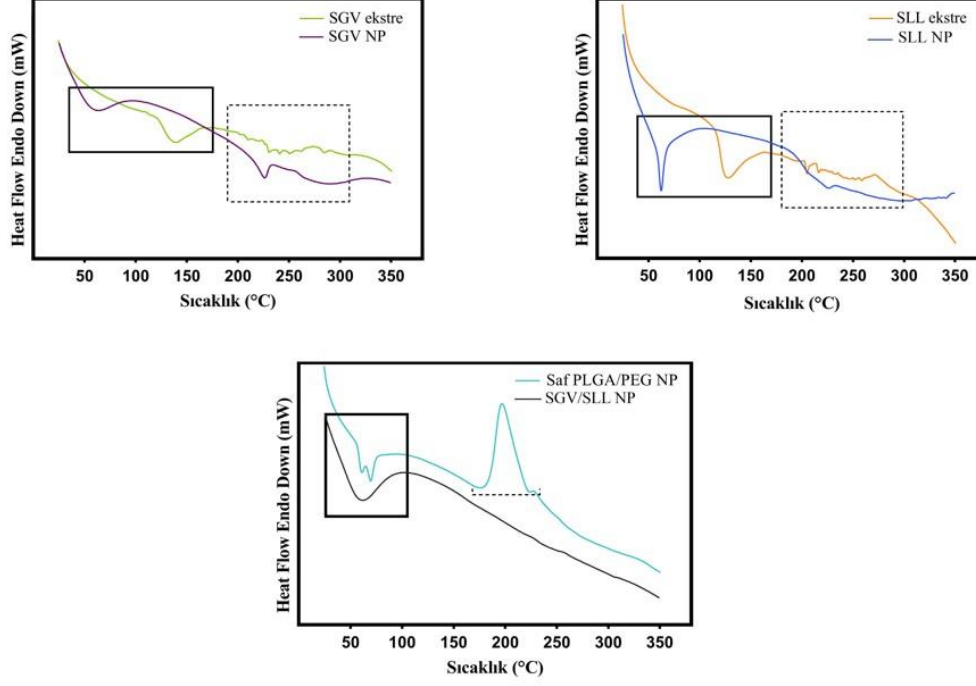 SGV ekstre
SGV NP
Heat Flow Endo Down (mW)
50 100 150 200 250 300 350
Sıcaklık (°C)
SLL ekstre
SLL NP
Heat Flow Endo Down (mW)
50 100 150 200 250 300 350
Sıcaklık (°C)
Saf PLGA/PEG NP
SGV/SLL NP
Heat Flow Endo Down (mW)
50 100 150 200 250 300 350
Sıcaklık (°C)